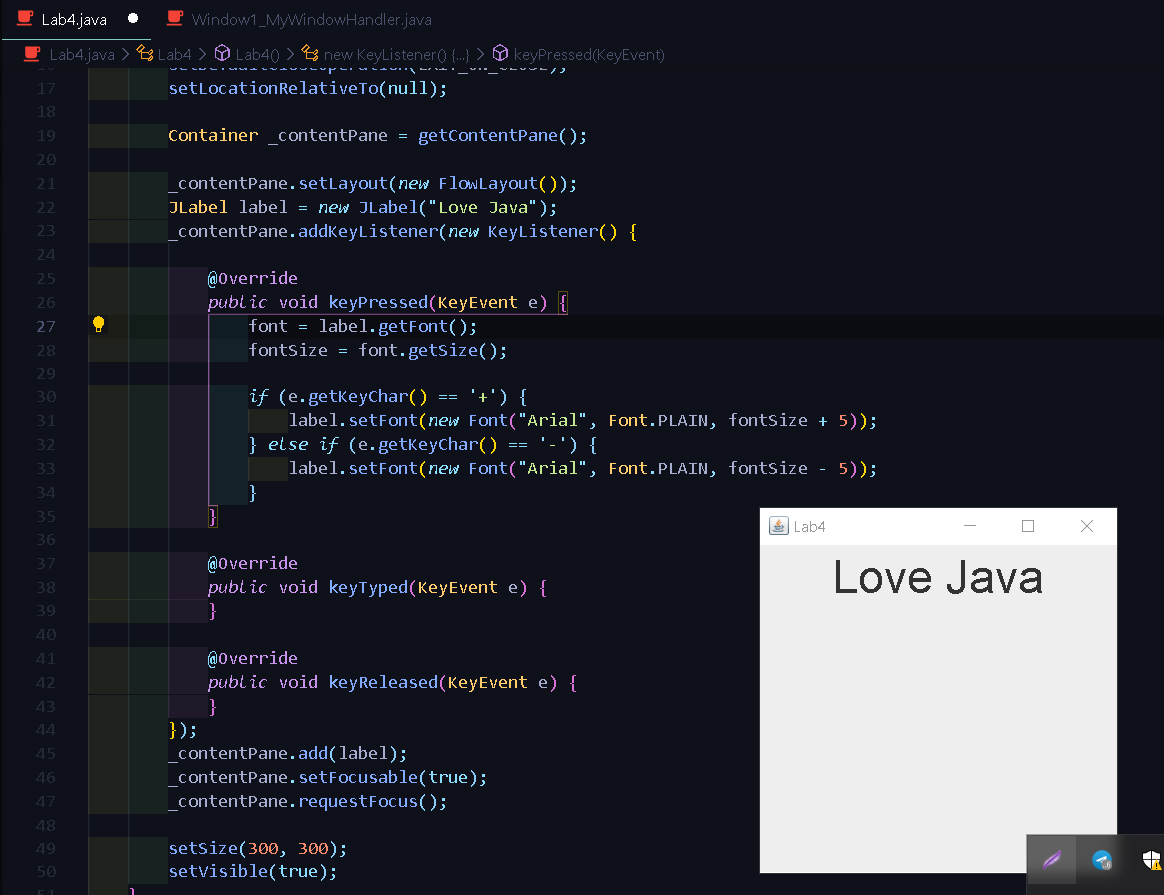 Lab4.java ● Window1_MyWindowHandler.java
Lab4.java > Lab4 > Lab4() > new KeyListener() {...} > keyPressed(KeyEvent)
17 setLocationRelativeTo(null);
18
19 Container _contentPane = getContentPane();
20
21 _contentPane.setLayout(new FlowLayout());
22 JLabel label = new JLabel("Love Java");
23 _contentPane.addKeyListener(new KeyListener() {
24
25 @Override
26 public void keyPressed(KeyEvent e) {
27 font = label.getFont();
28 fontSize = font.getSize();
29
30 if (e.getKeyChar() == '+') {
31 label.setFont(new Font("Arial", Font.PLAIN, fontSize + 5));
32 } else if (e.getKeyChar() == '-') {
33 label.setFont(new Font("Arial", Font.PLAIN, fontSize - 5));
34 }
35 }
36
37 @Override
38 public void keyTyped(KeyEvent e) {
39 }
40
41 @Override
42 public void keyReleased(KeyEvent e) {
43 }
44 });
45 _contentPane.add(label);
46 _contentPane.setFocusable(true);
47 _contentPane.requestFocus();
48
49 setSize(300, 300);
50 setVisible(true);
51 }
Lab4
Love Java